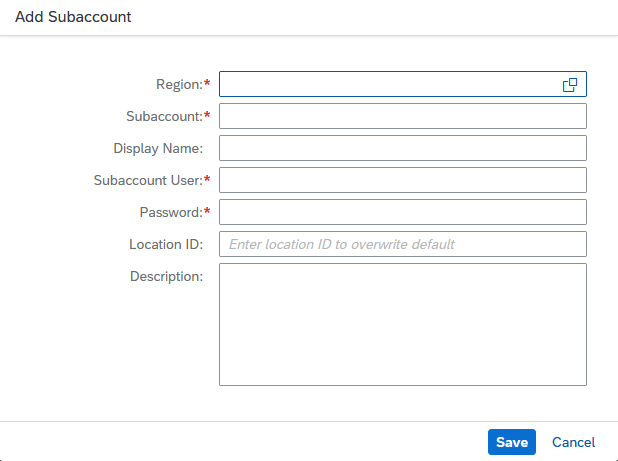 Add Subaccount
Region:*
Subaccount:*
Display Name:
Subaccount User:*
Password:*
Location ID: Enter location ID to overwrite default
Description:
Save Cancel